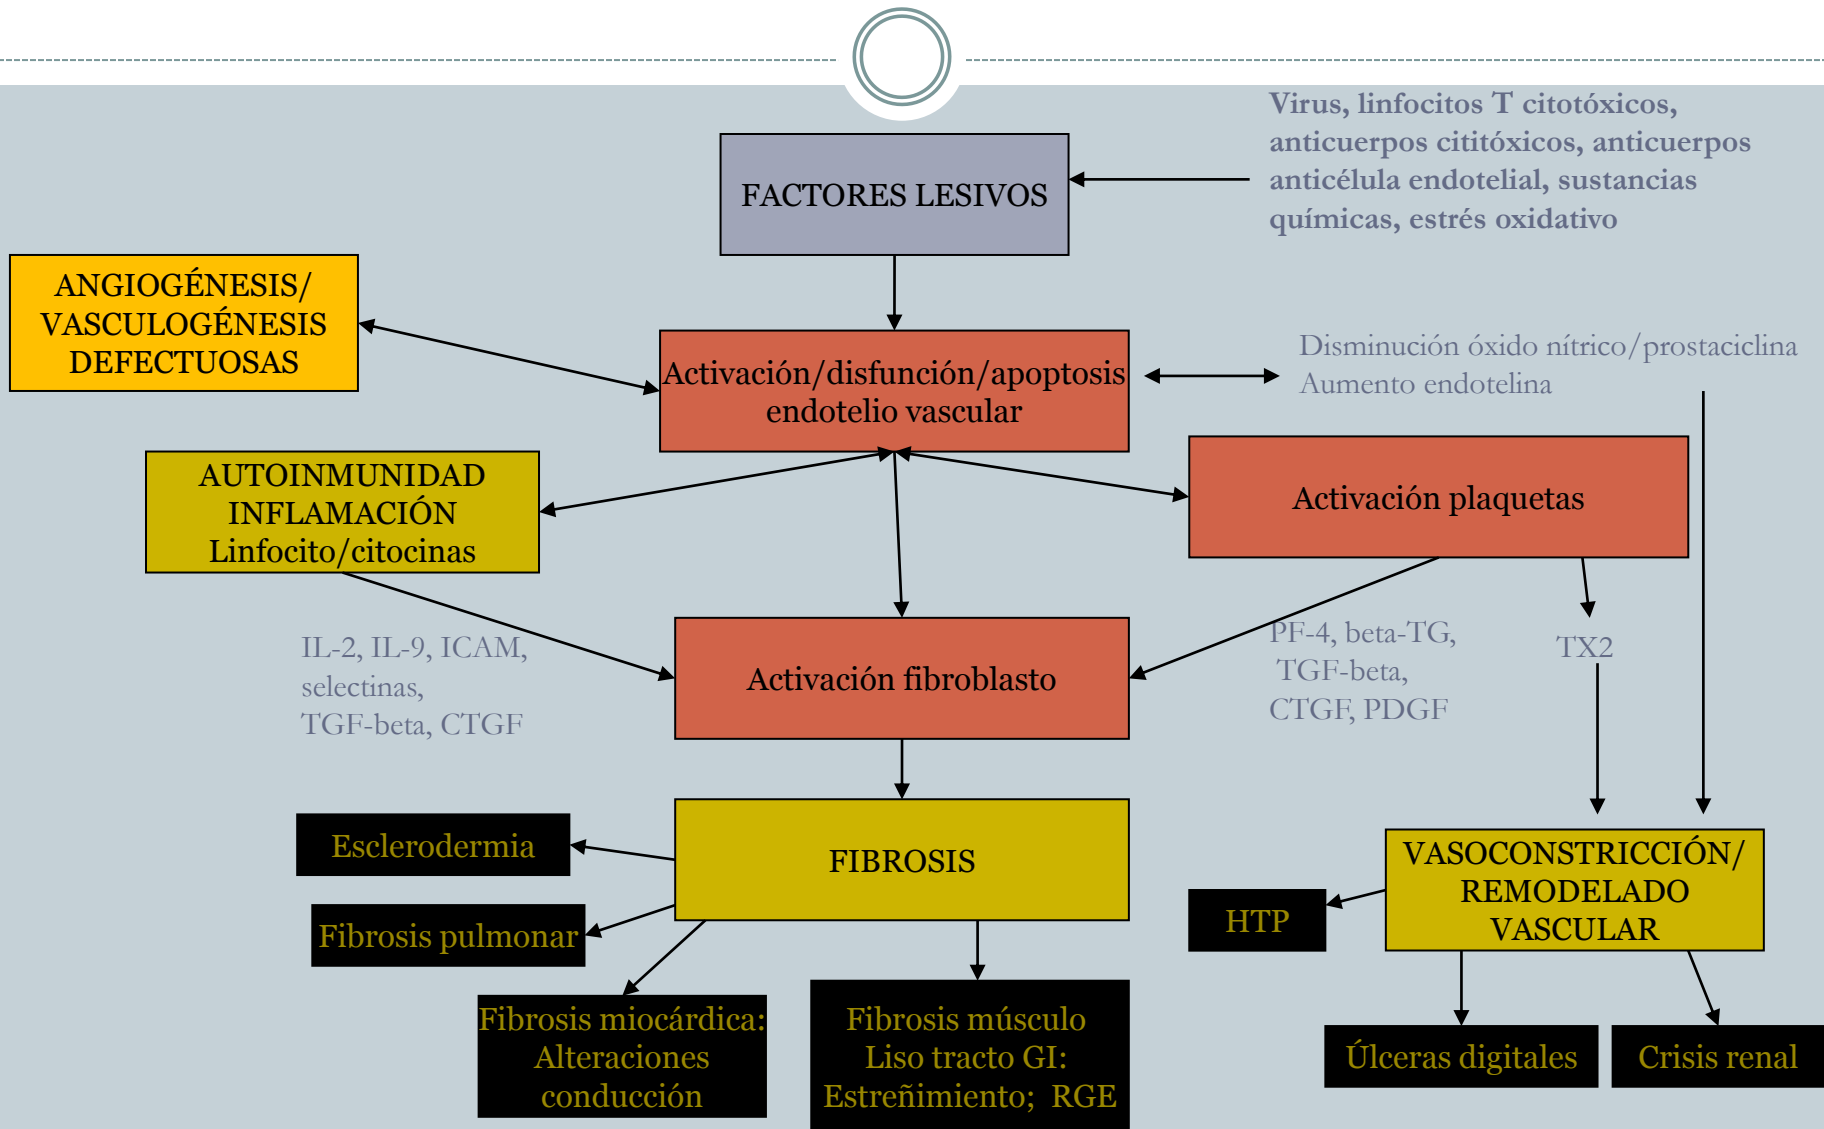 Virus, linfocitos T citotóxicos,
anticuerpos cititóxicos, anticuerpos
anticélula endotelial, sustancias
químicas, estrés oxidativo
FACTORES LESIVOS
ANGIOGÉNESIS/
VASCULOGÉNESIS
DEFECTUOSAS
Activación/disfunción/apoptosis
endotelio vascular
Disminución óxido nítrico/prostaciclina
Aumento endotelina
AUTOINMUNIDAD
INFLAMACIÓN
Linfocito/citocinas
Activación plaquetas
IL-2, IL-9, ICAM,
selectinas,
TGF-beta, CTGF
Activación fibroblasto
PF-4, beta-TG,
TGF-beta,
CTGF, PDGF
TX2
Esclerodermia
FIBROSIS
VASOCONSTRICCIÓN/
REMODELADO
VASCULAR
Fibrosis pulmonar
HTP
Fibrosis miocárdica:
Alteraciones
conducción
Fibrosis músculo
Liso tracto GI:
Estreñimiento; RGE
Úlceras digitales
Crisis renal